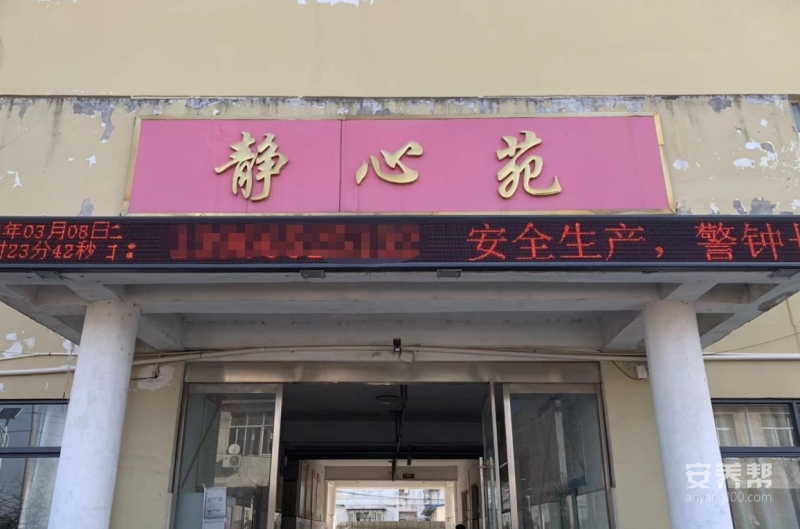 静心苑
年03月08日
23分42秒
安全生产，警钟
安养帮
anyang100.com